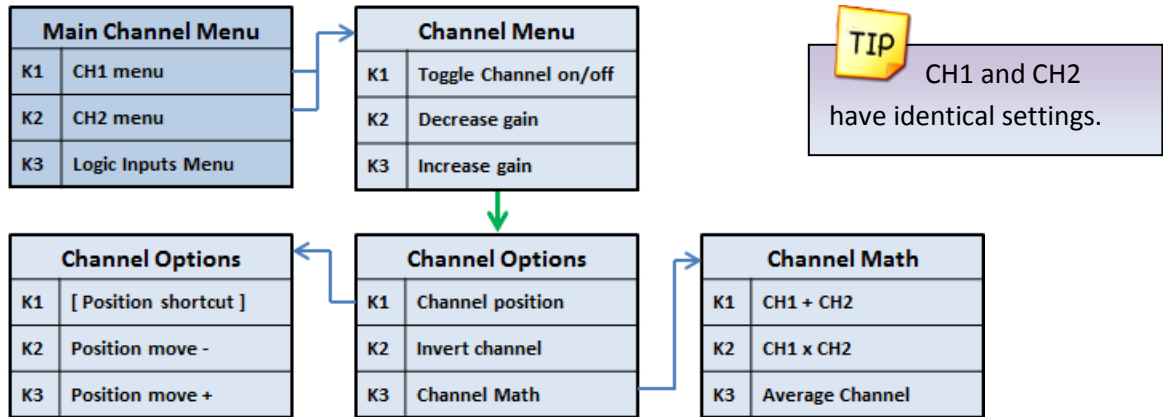 Main Channel Menu
K1 CH1 menu
K2 CH2 menu
K3 Logic Inputs Menu
Channel Menu
K1 Toggle Channel on/off
K2 Decrease gain
K3 Increase gain
TIP
CH1 and CH2
have identical settings.
Channel Options
K1 [ Position shortcut ]
K2 Position move -
K3 Position move +
Channel Options
K1 Channel position
K2 Invert channel
K3 Channel Math
Channel Math
K1 CH1 + CH2
K2 CH1 x CH2
K3 Average Channel